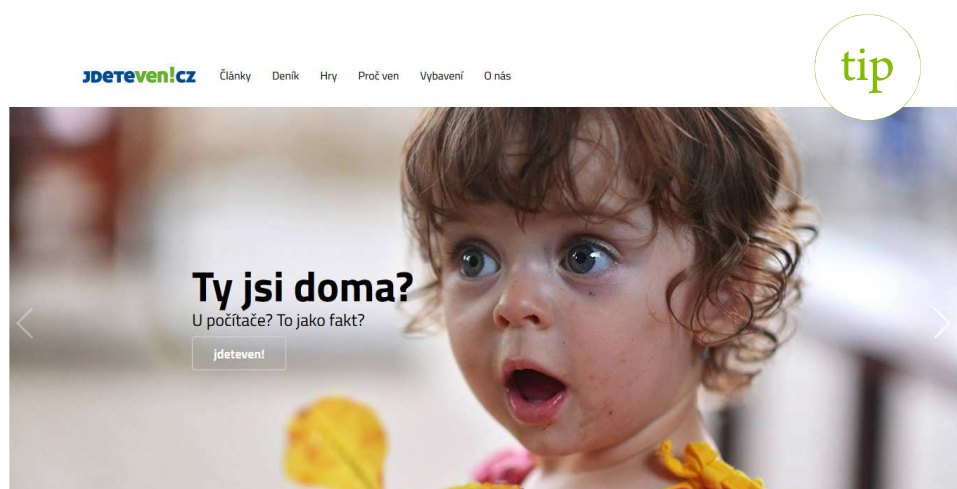 JDeTeven!cz
Články Deník Hry Proč ven Vybavení O nás
tip
Ty jsi doma?
U počítače? To jako fakt?
jdeteven!